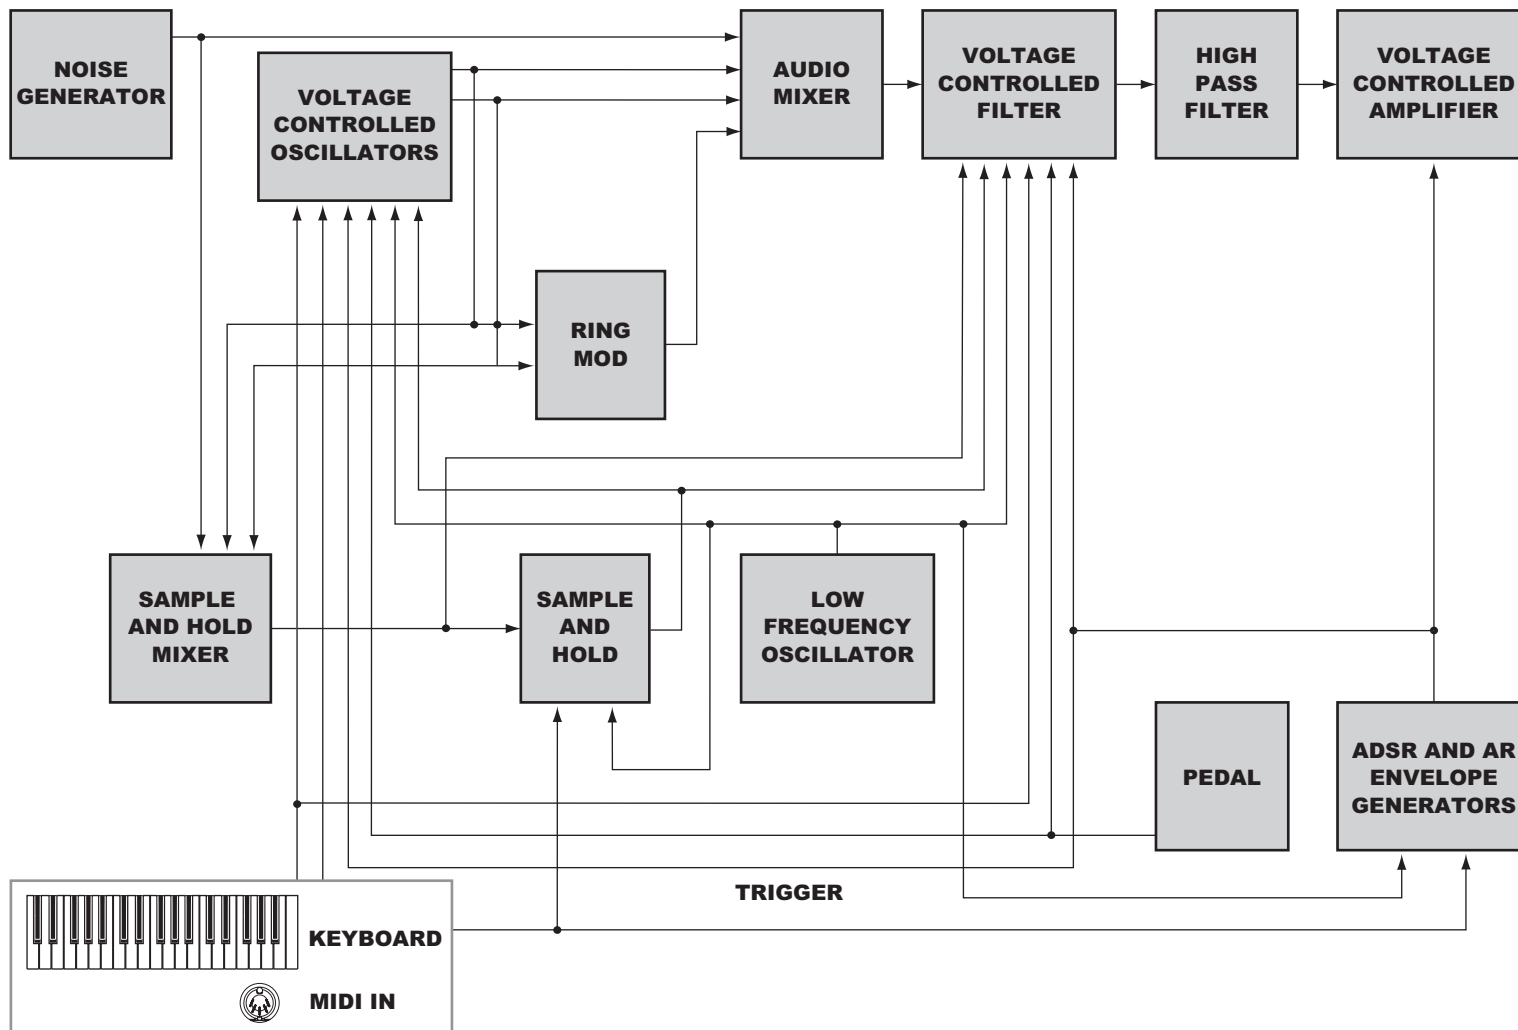 NOISE
GENERATOR
VOLTAGE
CONTROLLED
OSCILLATORS
AUDIO
MIXER
VOLTAGE
CONTROLLED
FILTER
HIGH
PASS
FILTER
VOLTAGE
CONTROLLED
AMPLIFIER
RING
MOD
SAMPLE
AND HOLD
MIXER
SAMPLE
AND
HOLD
LOW
FREQUENCY
OSCILLATOR
PEDAL
ADSR AND AR
ENVELOPE
GENERATORS
TRIGGER
KEYBOARD
MIDI IN